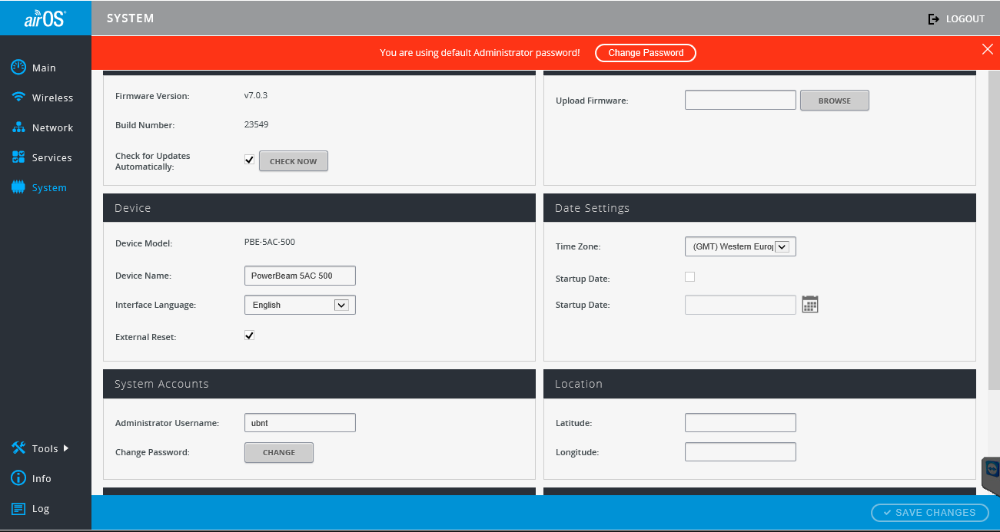 airOS
SYSTEM
LOGOUT
You are using default Administrator password!
Change Password
Main
Wireless
Network
Services
System
Tools
Info
Log
Firmware Version:
v7.0.3
Build Number:
23549
Check for Updates
Automatically:
CHECK NOW
Upload Firmware:
BROWSE
Device
Device Model:
PBE-5AC-500
Device Name:
PowerBeam 5AC 500
Interface Language:
English
External Reset:
Date Settings
Time Zone:
(GMT) Western Europ
Startup Date:
Startup Date:
System Accounts
Administrator Username:
ubnt
Change Password:
CHANGE
Location
Latitude:
Longitude:
SAVE CHANGES